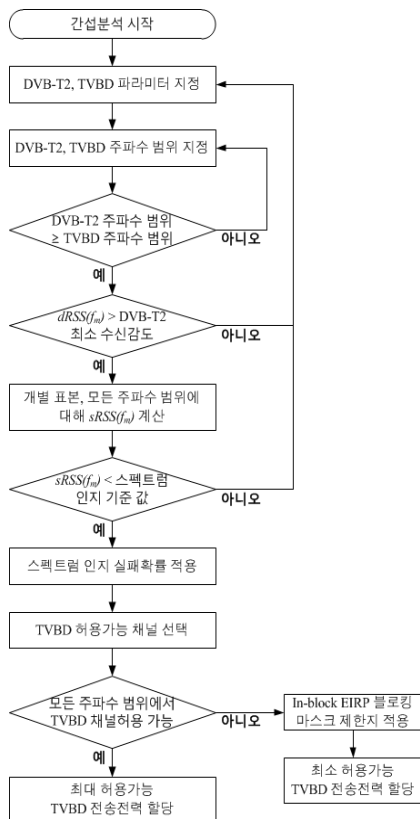 간섭분석 시작
DVB-T2, TVBD 파라미터 지정
DVB-T2, TVBD 주파수 범위 지정
DVB-T2 주파수 범위
≥ TVBD 주파수 범위
아니오
예
dRSS(fm) > DVB-T2
최소 수신감도
아니오
예
개별 표본, 모든 주파수 범위에
대해 sRSS(fm) 계산
sRSS(fm) < 스펙트럼
인지 기준 값
아니오
예
스펙트럼 인지 실패확률 적용
TVBD 허용가능 채널 선택
모든 주파수 범위에서
TVBD 채널허용 가능
아니오
In-block EIRP 블로킹
마스크 제한지 적용
예
최대 허용가능
TVBD 전송전력 할당
최소 허용가능
TVBD 전송전력 할당